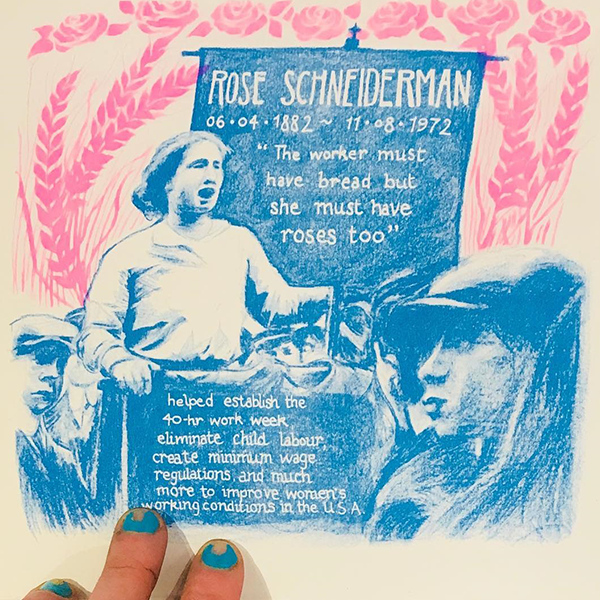 ROSE SCHNEIDERMAN
06•04•1882 ~ 11•08•1972
"The worker must
have bread but
she must have
roses too"
helped establish the
40-hr work week
eliminate child labour,
create minimum wage
regulations, and much
more to improve women's
working conditions in the U.S.A.